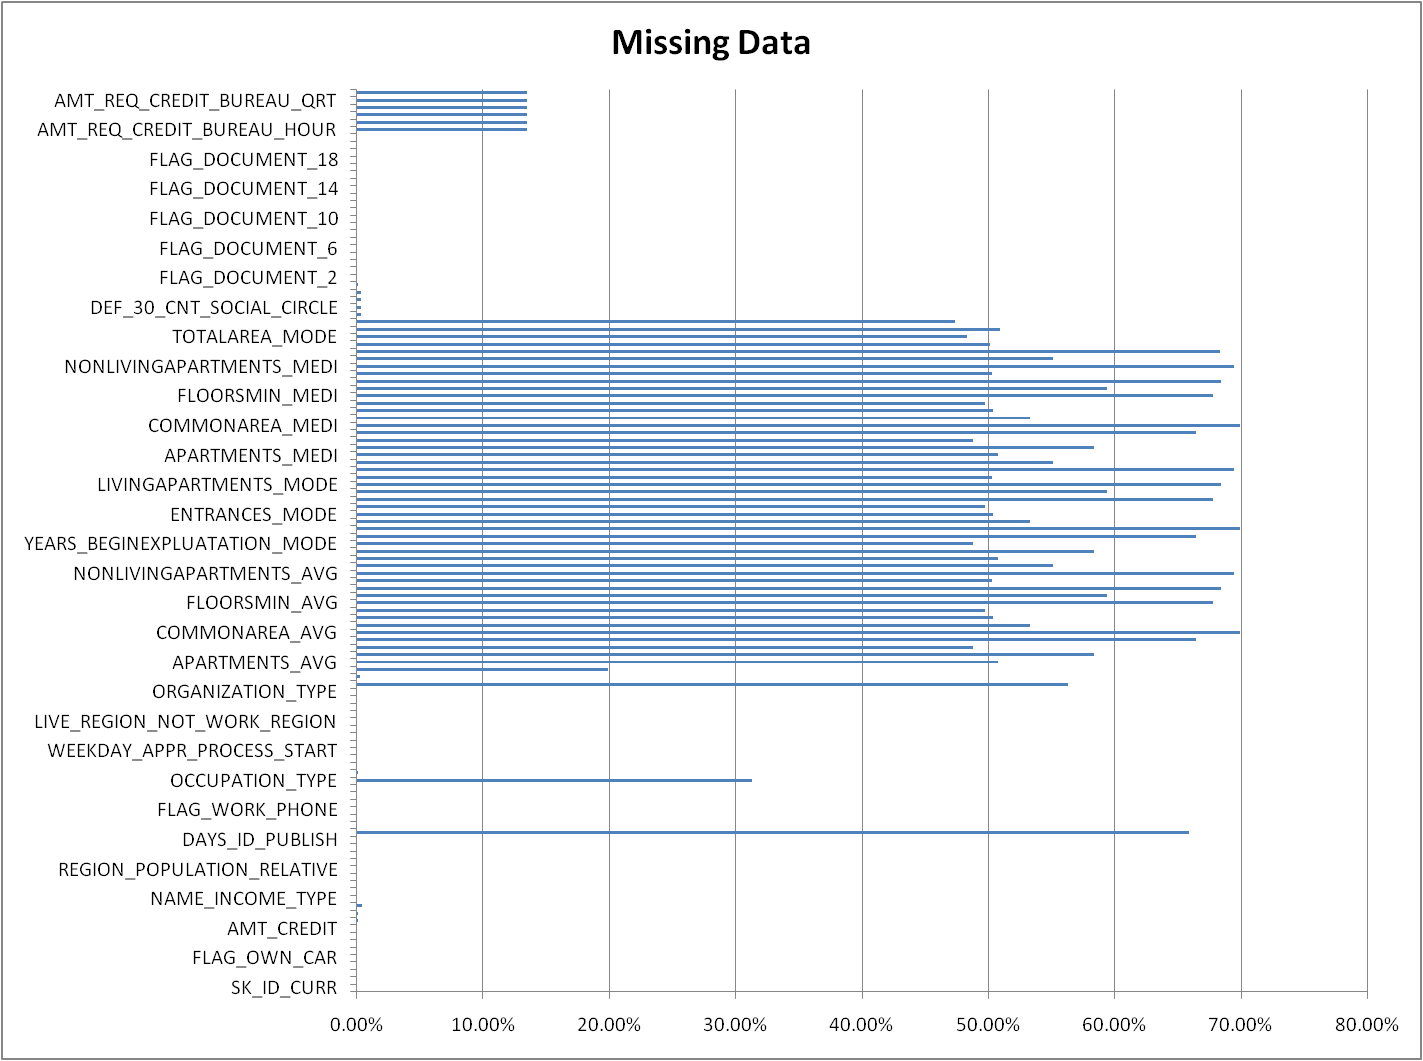 Missing Data
AMT_REQ_CREDIT_BUREAU_QRT
AMT_REQ_CREDIT_BUREAU_HOUR
FLAG_DOCUMENT_18
FLAG_DOCUMENT_14
FLAG_DOCUMENT_10
FLAG_DOCUMENT_6
FLAG_DOCUMENT_2
DEF_30_CNT_SOCIAL_CIRCLE
TOTALAREA_MODE
NONLIVINGAPARTMENTS_MEDI
FLOORSMIN_MEDI
COMMONAREA_MEDI
APARTMENTS_MEDI
LIVINGAPARTMENTS_MODE
ENTRANCES_MODE
YEARS_BEGINEXPLUATATION_MODE
NONLIVINGAPARTMENTS_AVG
FLOORSMIN_AVG
COMMONAREA_AVG
APARTMENTS_AVG
ORGANIZATION_TYPE
LIVE_REGION_NOT_WORK_REGION
WEEKDAY_APPR_PROCESS_START
OCCUPATION_TYPE
FLAG_WORK_PHONE
DAYS_ID_PUBLISH
REGION_POPULATION_RELATIVE
NAME_INCOME_TYPE
AMT_CREDIT
FLAG_OWN_CAR
SK_ID_CURR
0.00% 10.00% 20.00% 30.00% 40.00% 50.00% 60.00% 70.00% 80.00%